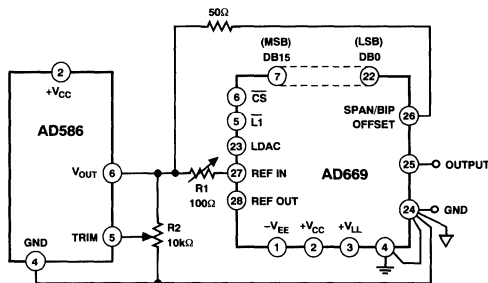 50Ω
(MSB)
DB15
(LSB)
DB0
7
22
2
+VCC
AD586
VOUT
6
TRIM
5
GND
4
R1
100Ω
R2
10kΩ
6
CS
5
L1
23
LDAC
27
REF IN
28
REF OUT
AD669
SPAN/BIP
OFFSET
26
25
OUTPUT
24
GND
–VEE
+VCC
+VLL
1
2
3
4